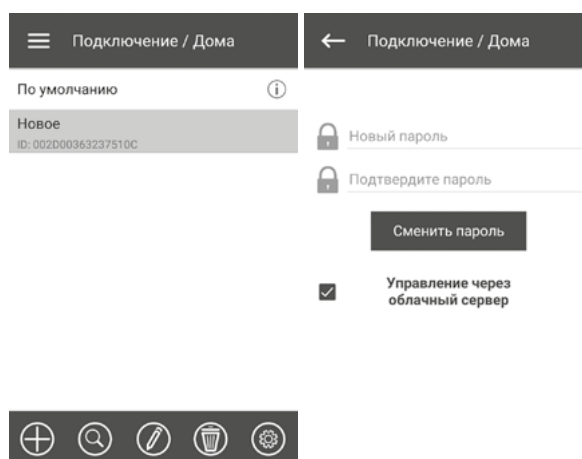 Подключение / Дома
По умолчанию
Новое
ID: 002D00363237510C
Подключение / Дома
Новый пароль
Подтвердите пароль
Сменить пароль
Управление через
облачный сервер